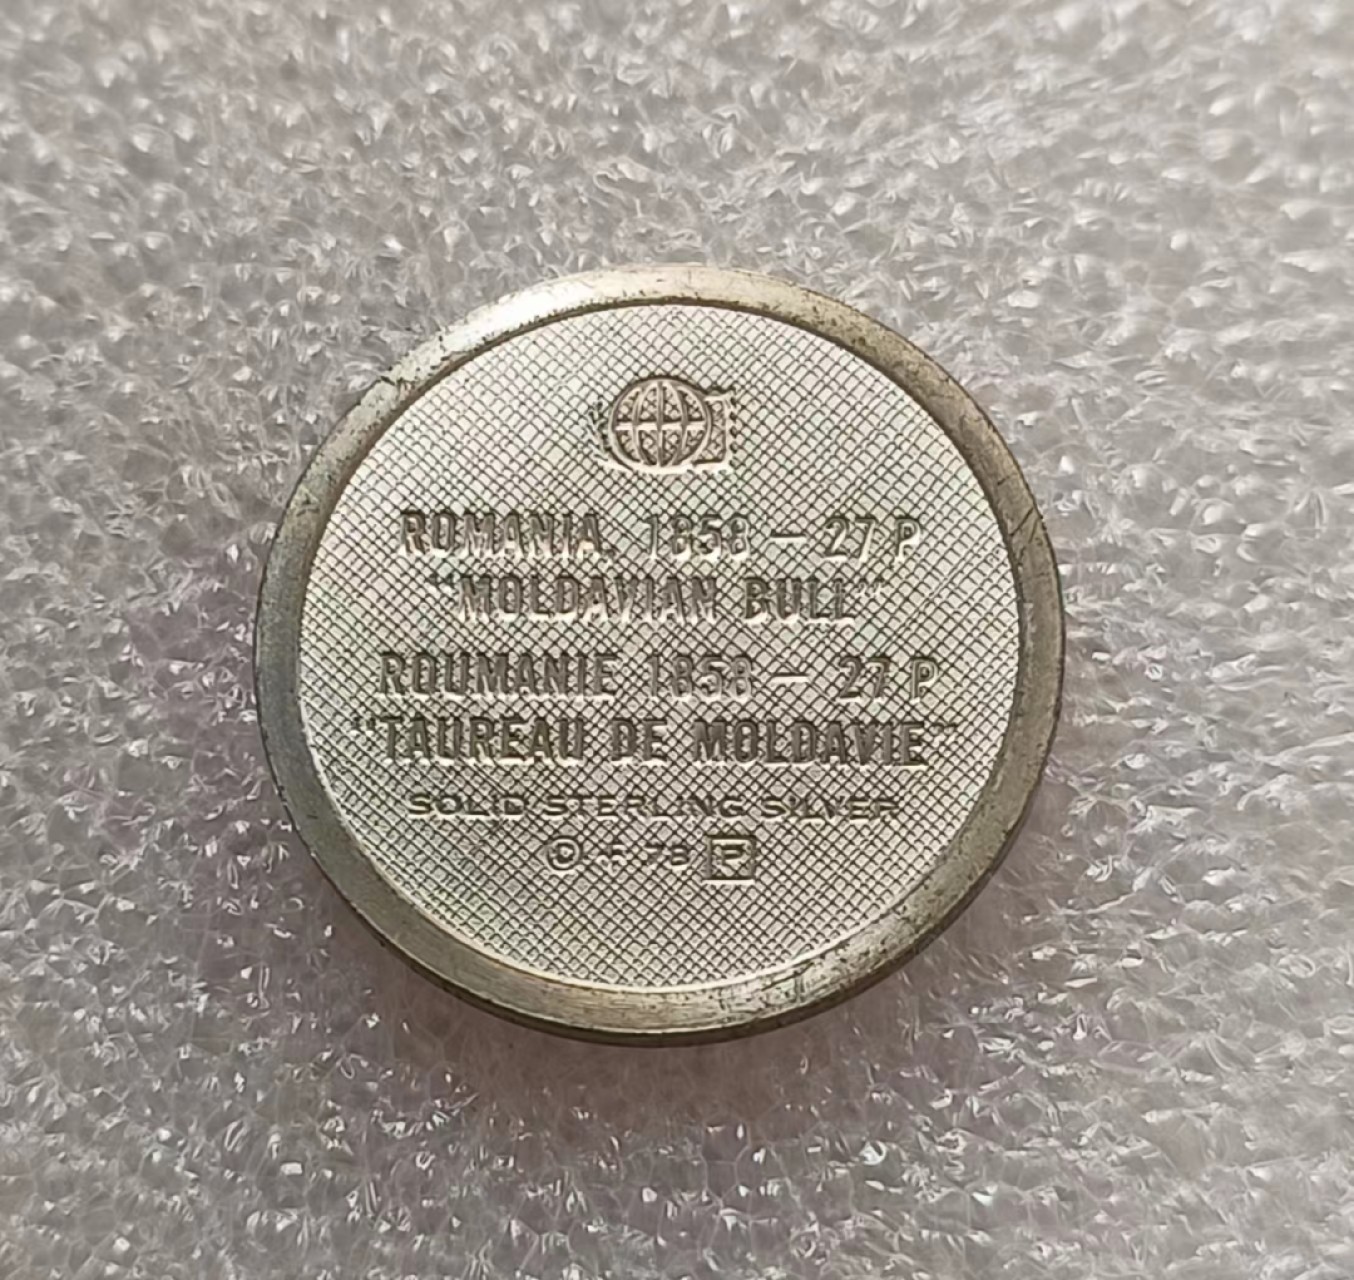 ROMANIA, 1858 – 27 P
"MOLDAVIAN BULL"
ROUMANIE 1858 – 27 P
"TAUREAU DE MOLDAVIE"
SOLID STERLING SILVER
© 78 F